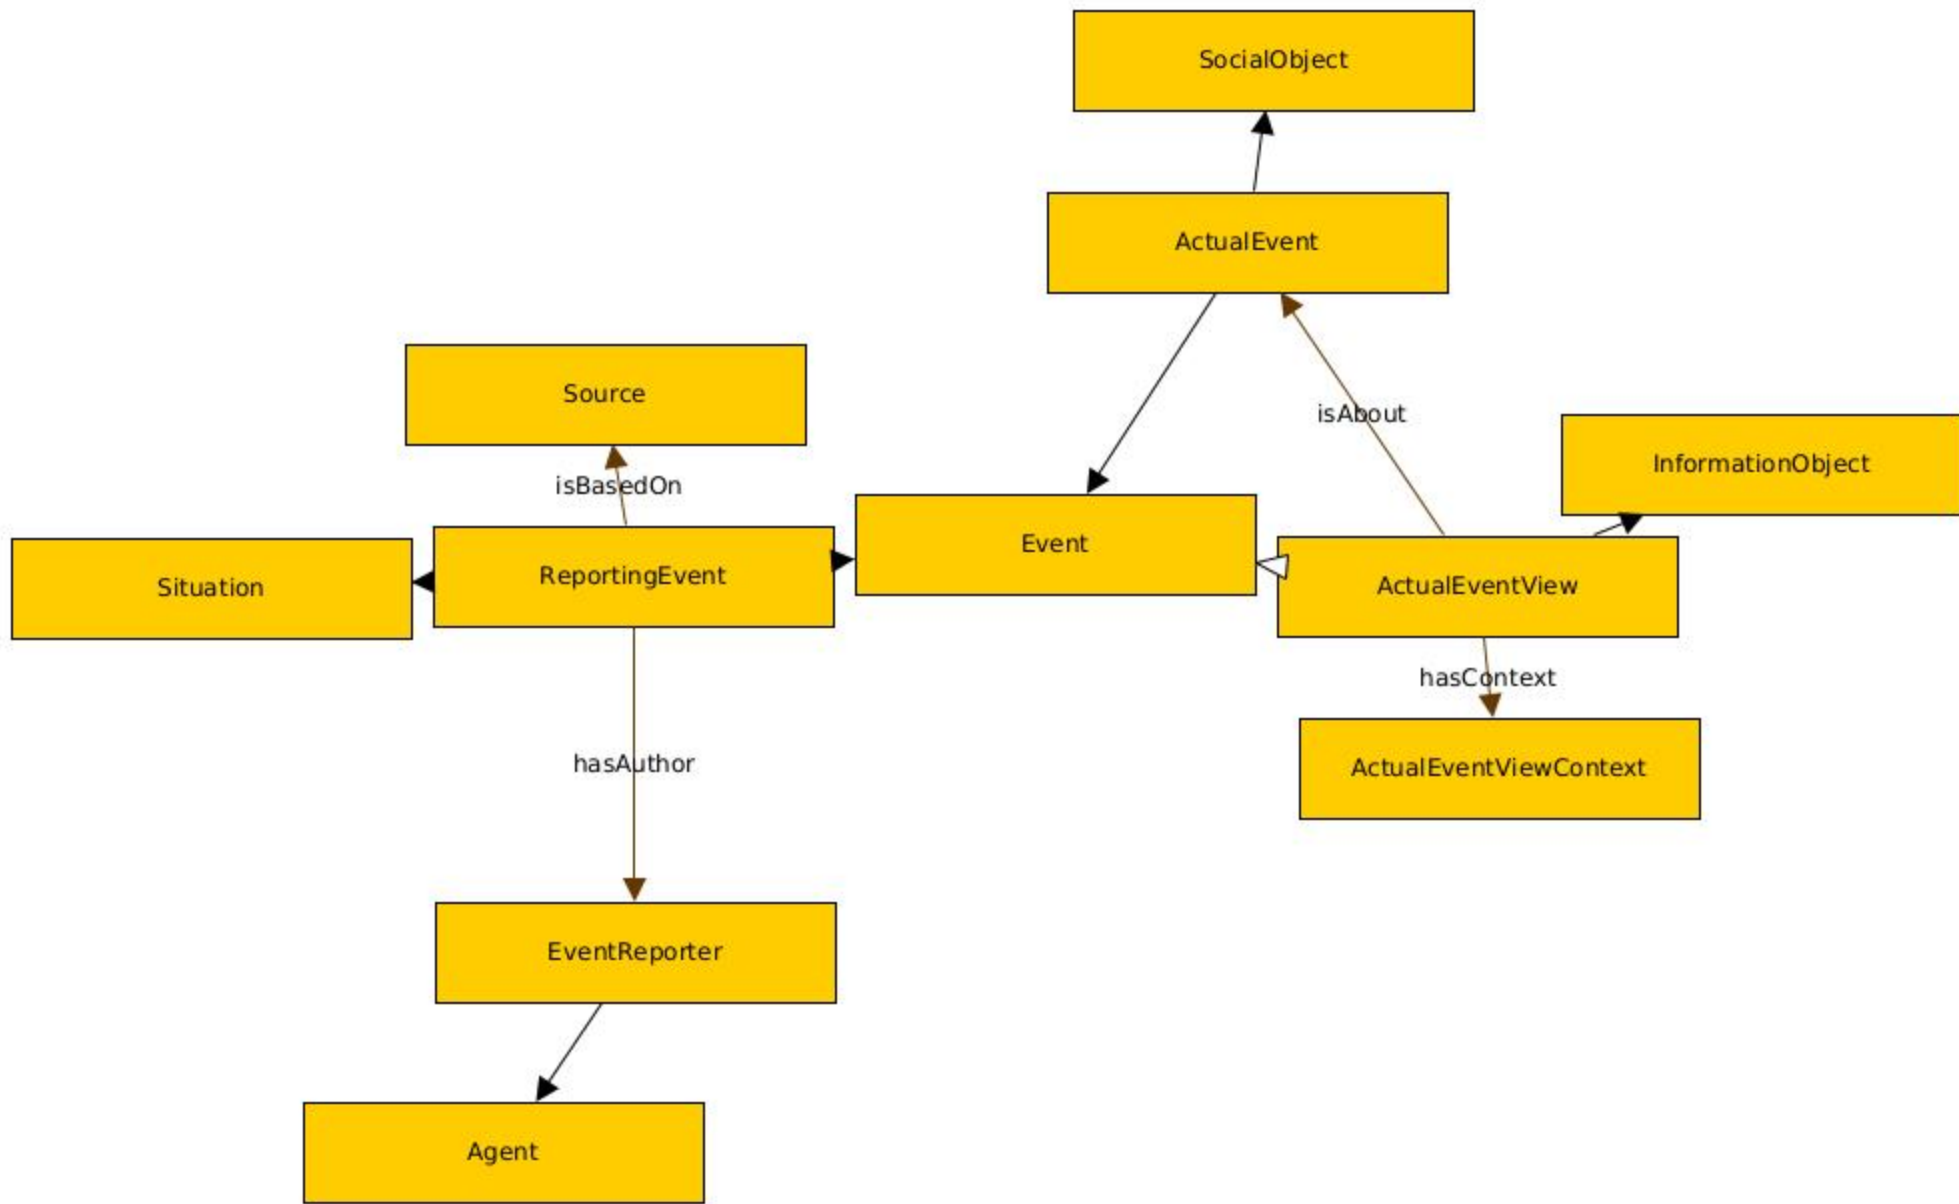 SocialObject
ActualEvent
Source
isAbout
InformationObject
isBasedOn
Event
Situation
ReportingEvent
ActualEventView
hasContext
hasAuthor
ActualEventViewContext
EventReporter
Agent